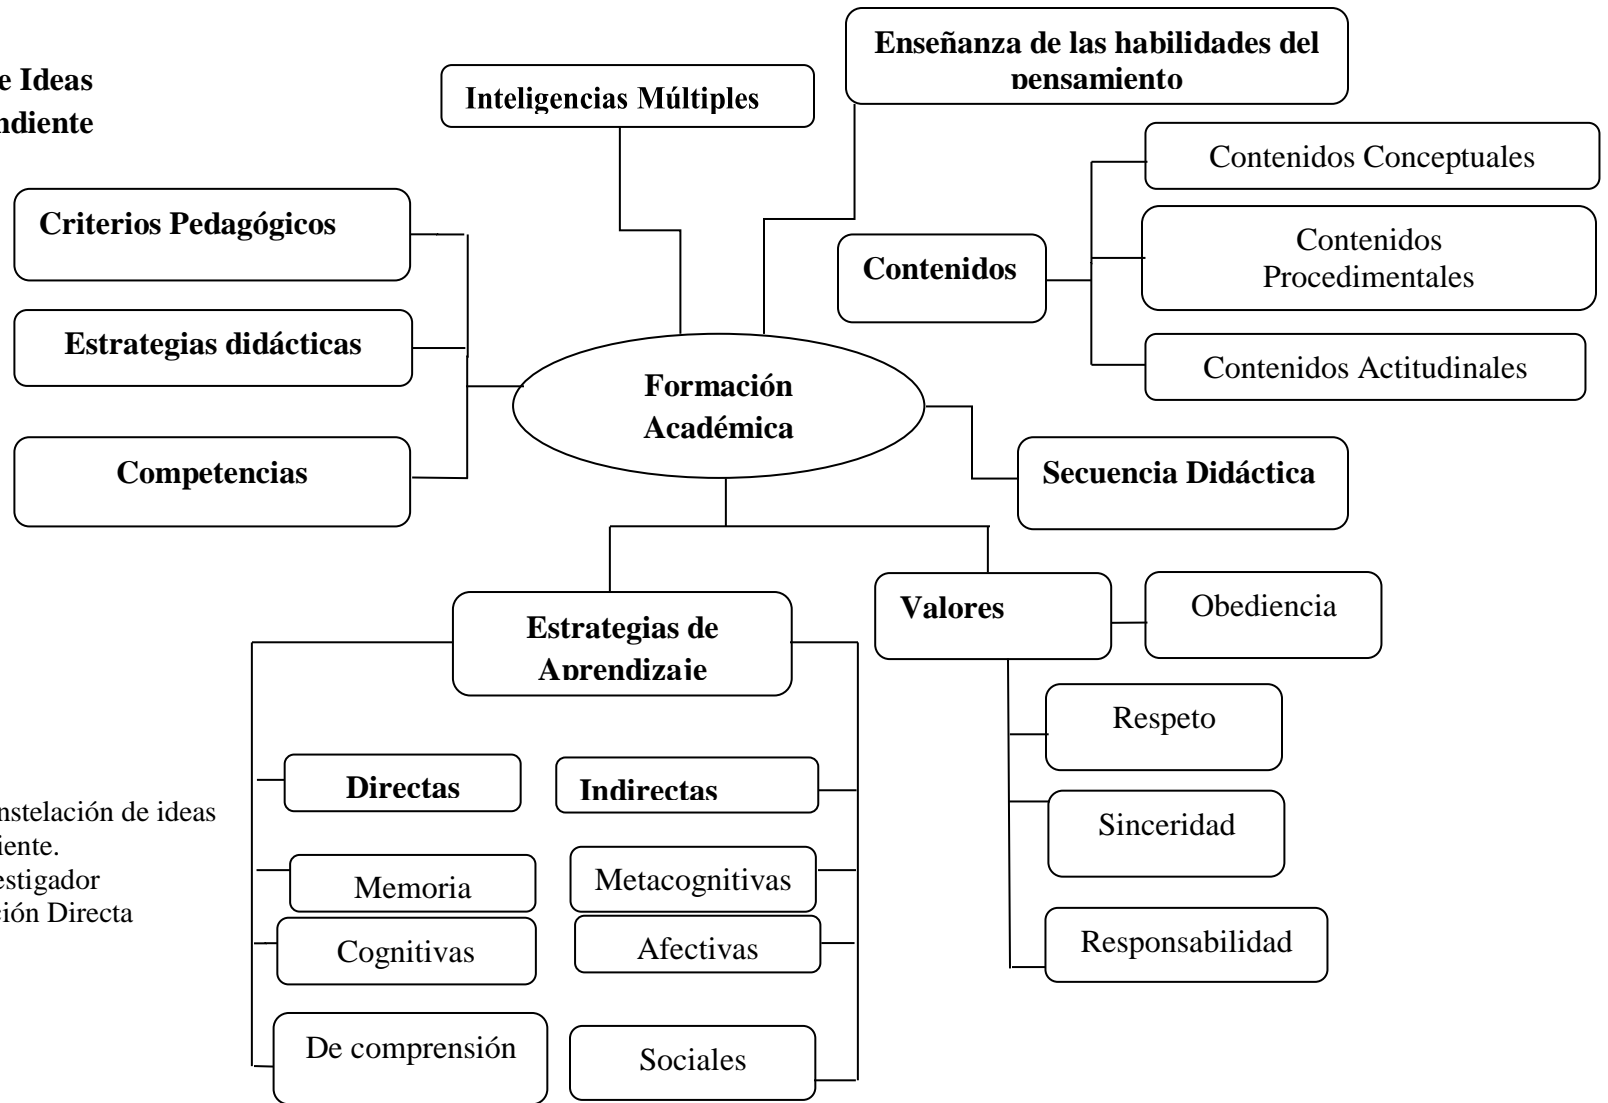 e Ideas
ndiente
Inteligencias Múltiples
Enseñanza de las habilidades del
pensamiento
Criterios Pedagógicos
Estrategias didácticas
Competencias
Contenidos
Contenidos Conceptuales
Contenidos
Procedimentales
Contenidos Actitudinales
Formación
Académica
Secuencia Didáctica
Estrategias de
Aprendizaje
Valores
Obediencia
Respeto
Sinceridad
Responsabilidad
Directas
Indirectas
Memoria
Metacognitivas
Cognitivas
Afectivas
De comprensión
Sociales
nstelación de ideas
iente.
estigador
ción Directa